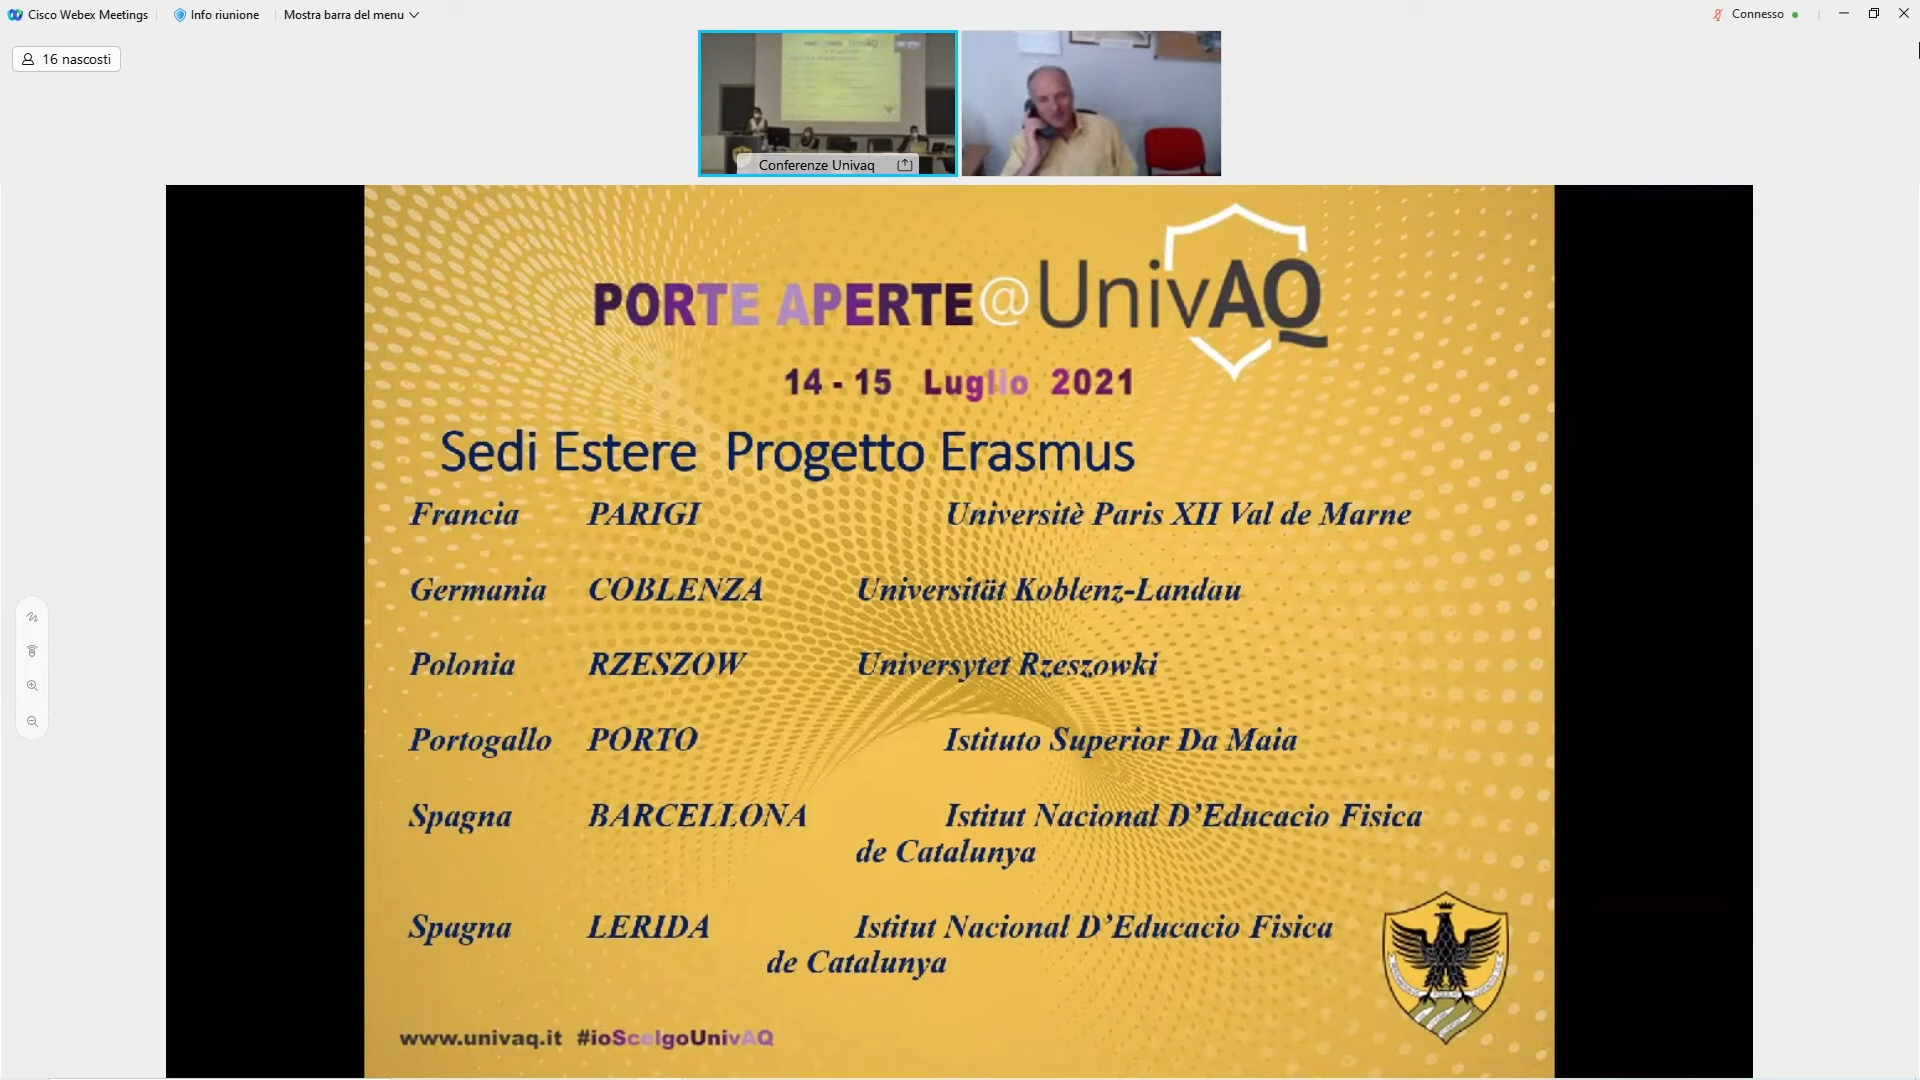 Cisco Webex Meetings
Info riunione
Mostra barra del menu
Connesso
16 nascosti
Conferenze Univaq
PORTE APERTE@UnivAQ
14 - 15 Luglio 2021
Sedi Estere Progetto Erasmus
Francia PARIGI Universitè Paris XII Val de Marne
Germania COBLENZA Universität Koblenz-Landau
Polonia RZESZOW Universytet Rzeszowki
Portogallo PORTO Istituto Superior Da Maia
Spagna BARCELLONA Istitut Nacional D'Educacio Fisica
de Catalunya
Spagna LERIDA Istitut Nacional D'Educacio Fisica
de Catalunya
www.univaq.it #ioScelgoUnivAQ